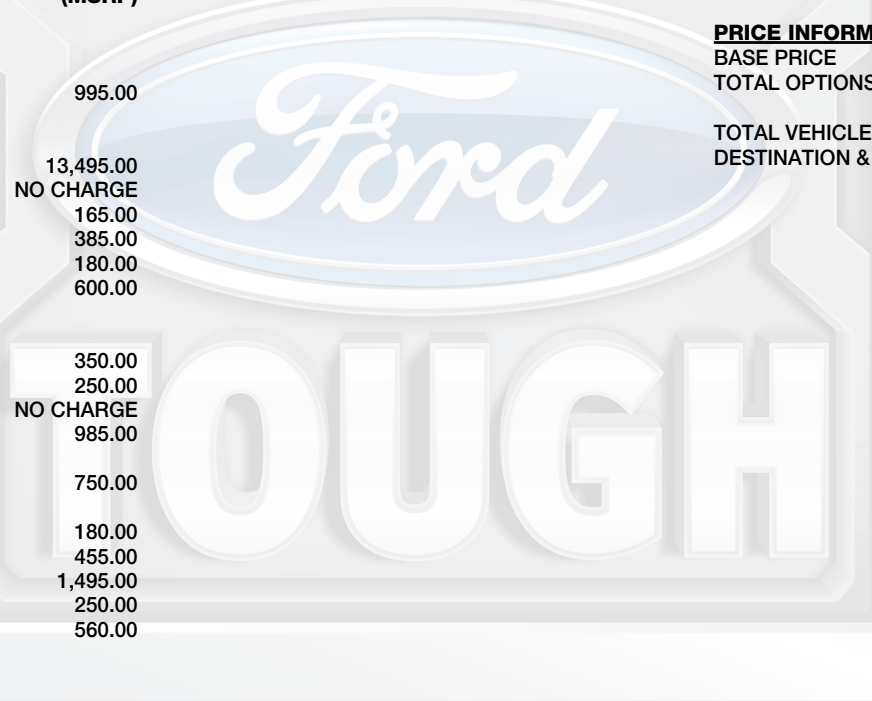 (MSRP)
995.00
13,495.00
NO CHARGE
165.00
385.00
180.00
600.00
350.00
250.00
NO CHARGE
985.00
750.00
180.00
455.00
1,495.00
250.00
560.00
PRICE INFORM
BASE PRICE
TOTAL OPTIONS
TOTAL VEHICLE
DESTINATION &
Ford
TOUGH